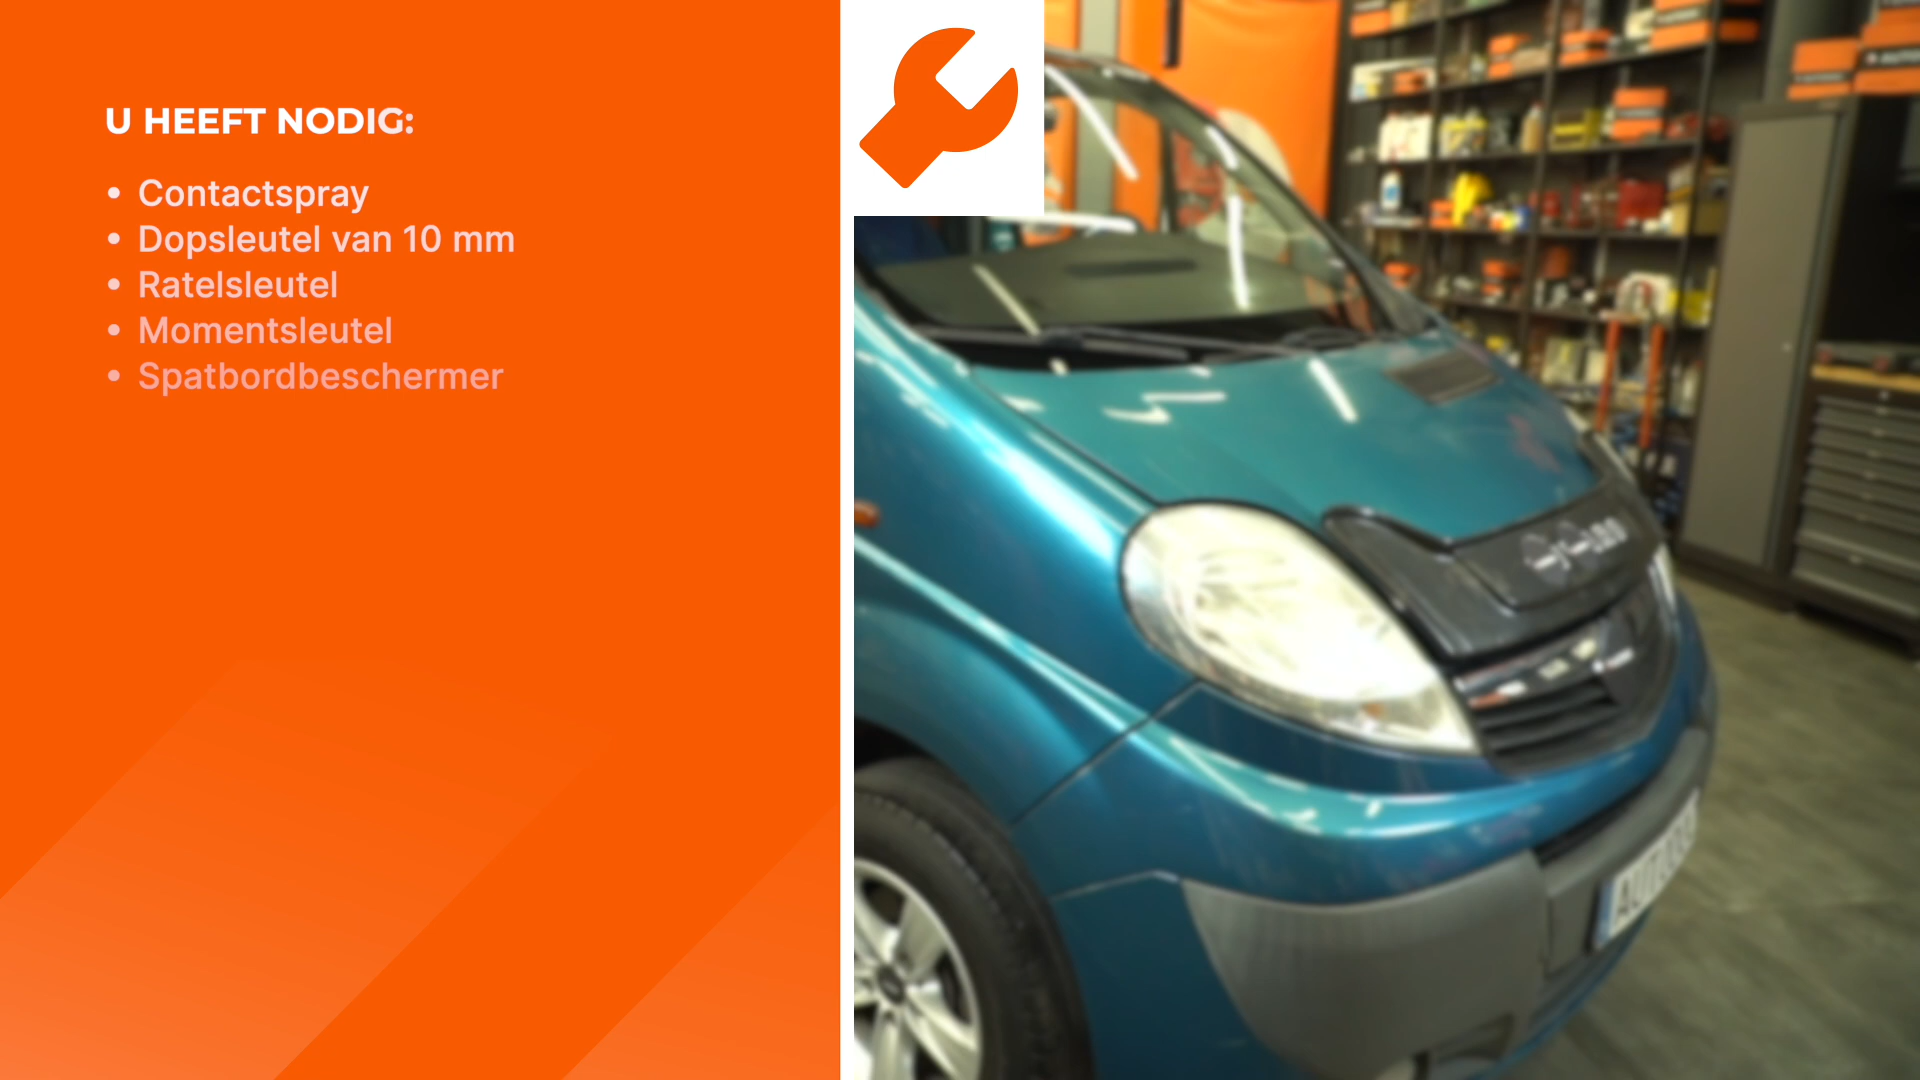 U HEEFT NODIG:
• Contactspray
• Dopsleutel van 10 mm
• Ratelsleutel
• Momentsleutel
• Spatbordbeschermer